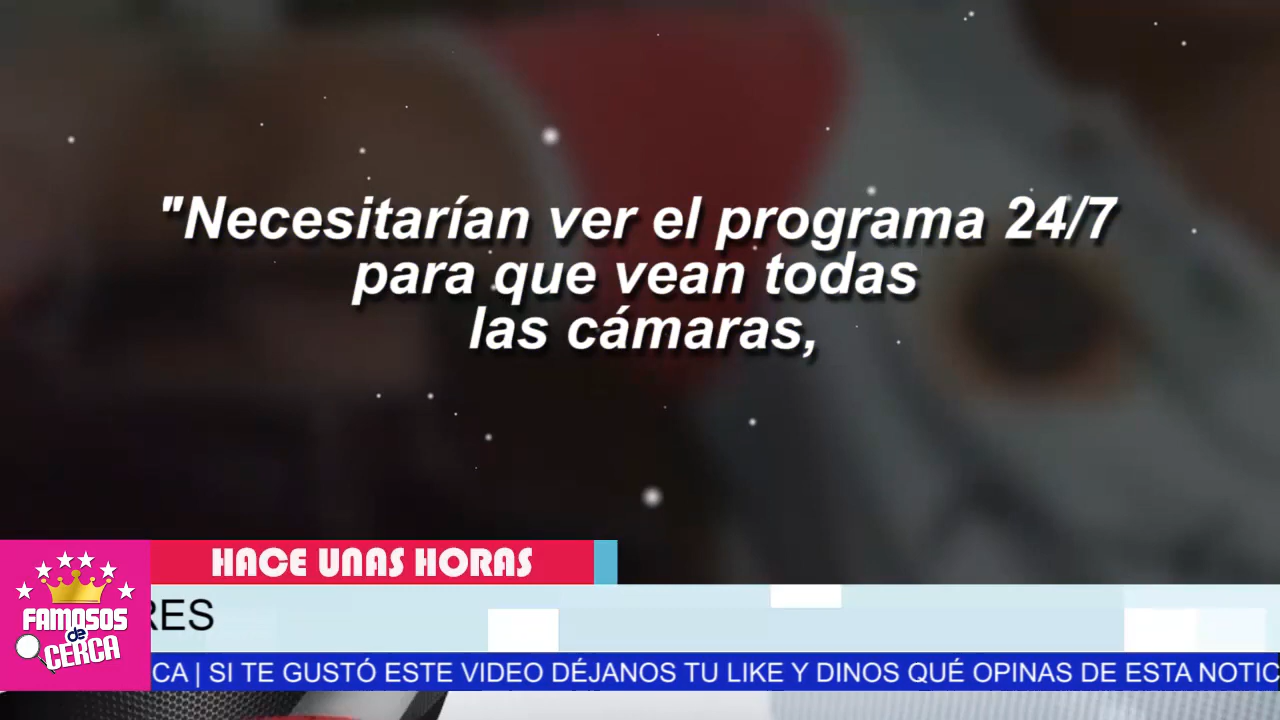 "Necesitarían ver el programa 24/7
para que vean todas
las cámaras,
HACE UNAS HORAS
RES
FAMOSOS
de
CERCA
CA | SI TE GUSTÓ ESTE VIDEO DÉJANOS TU LIKE Y DINOS QUÉ OPINAS DE ESTA NOTIC